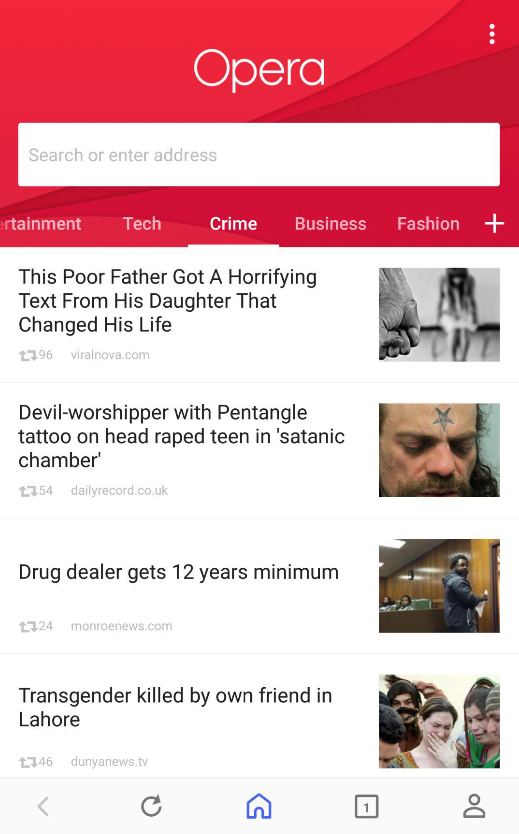 Opera
Search or enter address
rtainment Tech Crime Business Fashion
This Poor Father Got A Horrifying
Text From His Daughter That
Changed His Life
96 viralnova.com
Devil-worshipper with Pentangle
tattoo on head raped teen in 'satanic
chamber'
54 dailyrecord.co.uk
Drug dealer gets 12 years minimum
24 monroenews.com
Transgender killed by own friend in
Lahore
46 dunyanews.tv
1